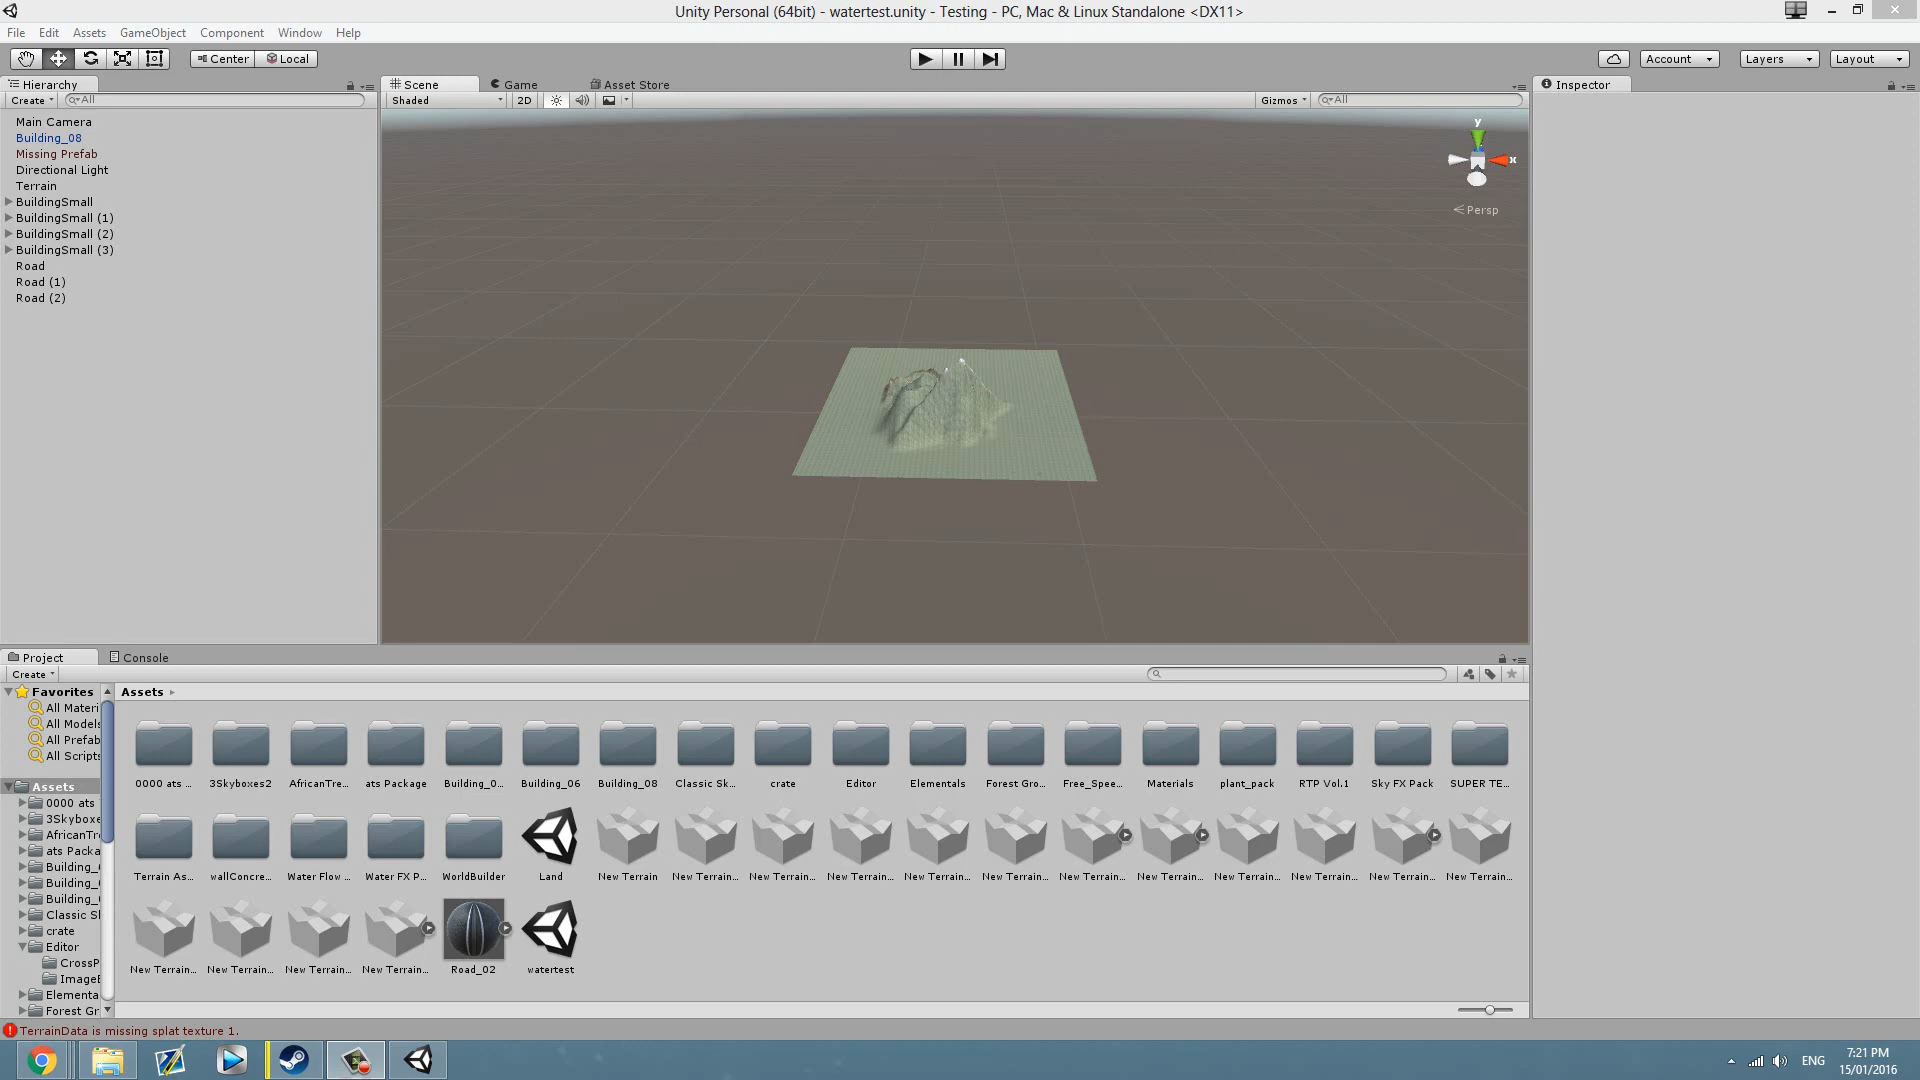 Unity Personal (64bit) - watertest.unity - Testing - PC, Mac & Linux Standalone <DX11>
File Edit Assets GameObject Component Window Help
Center Local Account Layers Layout
Hierarchy
Create All
Main Camera
Building_08
Missing Prefab
Directional Light
Terrain
BuildingSmall
BuildingSmall (1)
BuildingSmall (2)
BuildingSmall (3)
Road
Road (1)
Road (2)
Scene Game Asset Store
Shaded 2D Gizmos All
y
x
Persp
Inspector
Project Console
Create
Favorites
All Materi
All Models
All Prefab
All Scripts
Assets
0000 ats
3Skyboxe
AfricanTr
ats Packa
Building_
Building_
Building_
Classic Sk
crate
Editor
CrossP
ImageE
Elementa
Forest Gr
Assets
0000 ats ... 3Skyboxes2 AfricanTre... ats Package Building_0... Building_06 Building_08 Classic Sk... crate Editor Elementals Forest Gro... Free_Spee... Materials plant_pack RTP Vol.1 Sky FX Pack SUPER TE...
Terrain As... wallConcre... Water Flow ... Water FX P... WorldBuilder Land New Terrain New Terrain... New Terrain... New Terrain... New Terrain... New Terrain... New Terrain... New Terrain... New Terrain... New Terrain... New Terrain... New Terrain...
New Terrain... New Terrain... New Terrain... New Terrain... Road_02 watertest
TerrainData is missing splat texture 1.
ENG
7:21 PM
15/01/2016